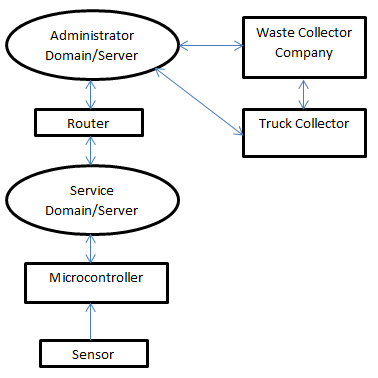 Administrator
Domain/Server
Waste Collector
Company
Router
Truck Collector
Service
Domain/Server
Microcontroller
Sensor